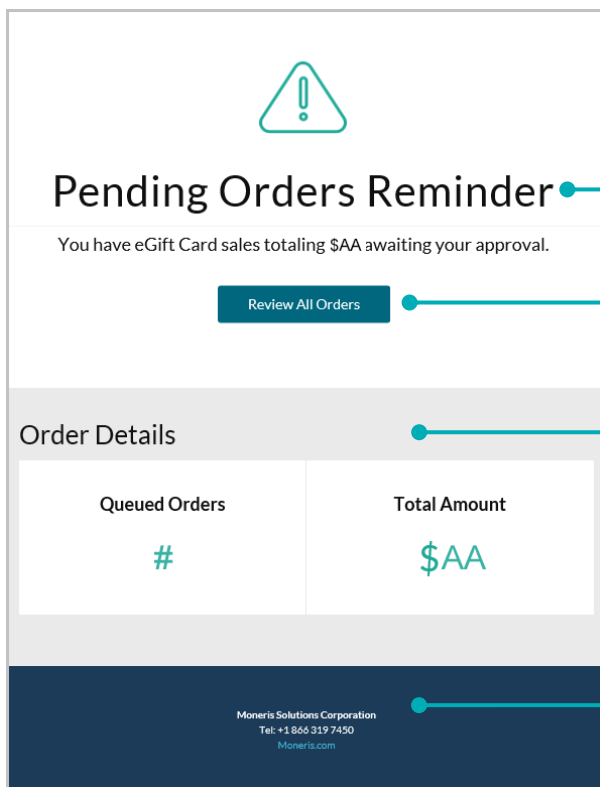 Pending Orders Reminder
You have eGift Card sales totaling $AA awaiting your approval.
Review All Orders
Order Details
Queued Orders
Total Amount
#
$AA
Moneris Solutions Corporation
Tel: +1 866 319 7450
Moneris.com